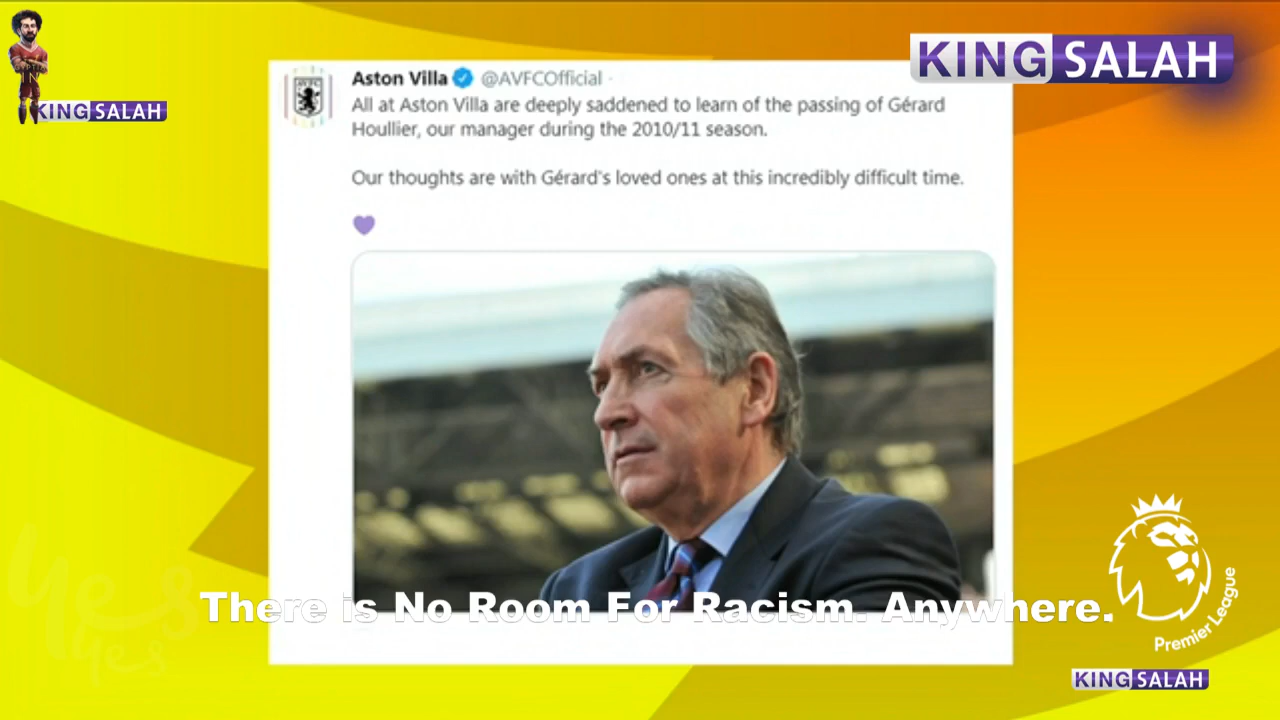 KING SALAH
KING SALAH
Aston Villa @AVFCOfficial ·
All at Aston Villa are deeply saddened to learn of the passing of Gérard
Houllier, our manager during the 2010/11 season.
Our thoughts are with Gérard's loved ones at this incredibly difficult time.
There is No Room For Racism. Anywhere.
Premier League
KING SALAH
yes
yes